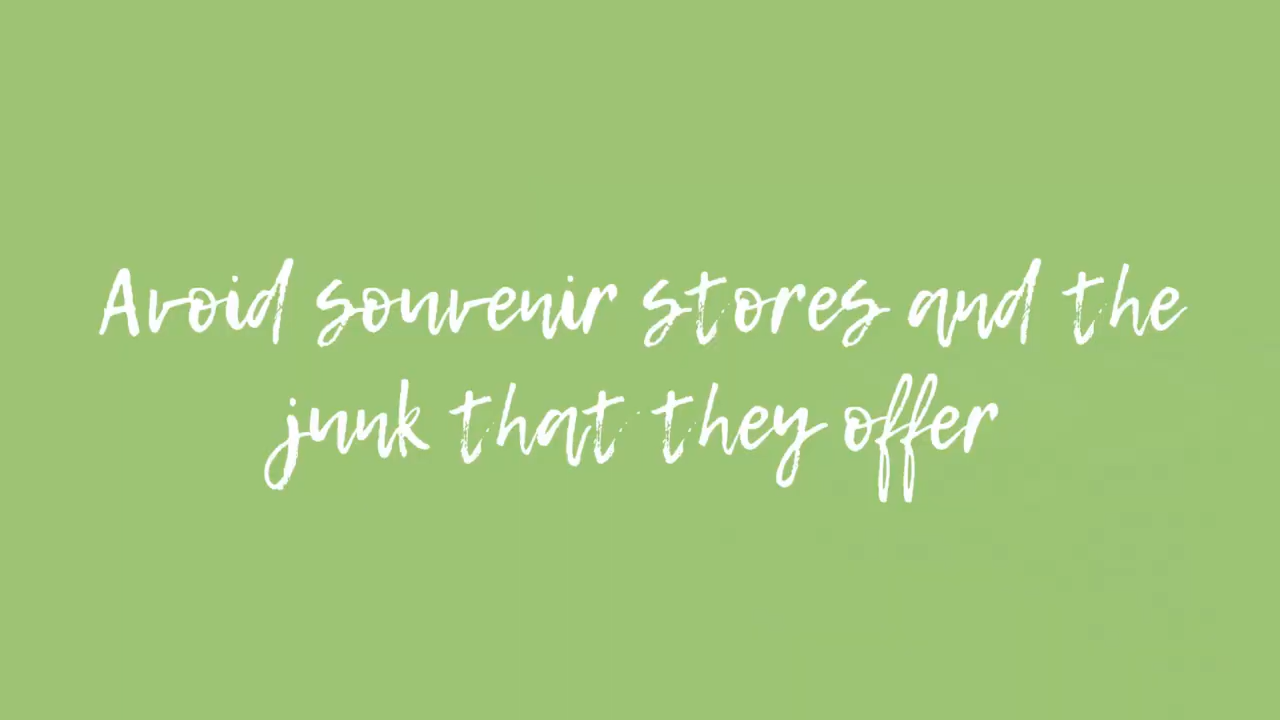 Avoid souvenir stores and the
junk that they offer